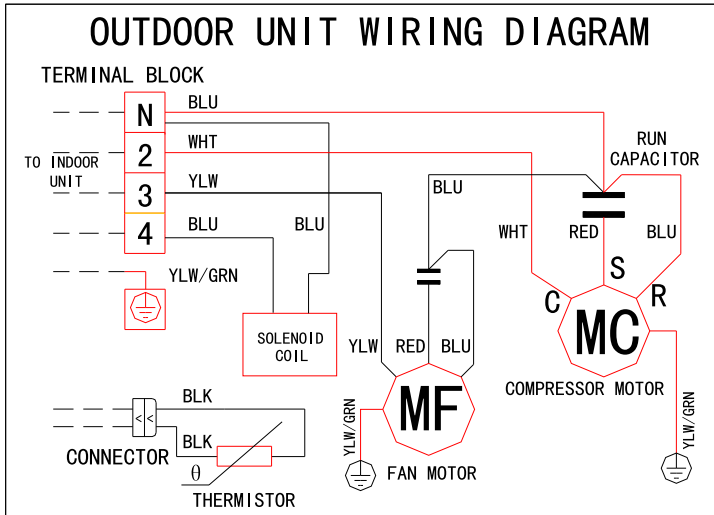 OUTDOOR UNIT WIRING DIAGRAM
TERMINAL BLOCK
N
BLU
2
WHT
TO INDOOR
UNIT
3
YLW
4
BLU
YLW/GRN
BLU
SOLENOID
COIL
RUN
CAPACITOR
BLU
WHT
RED
BLU
C
S
R
MC
COMPRESSOR MOTOR
YLW/GRN
YLW
RED
BLU
MF
YLW/GRN
FAN MOTOR
<<
BLK
BLK
CONNECTOR
θ
THERMISTOR